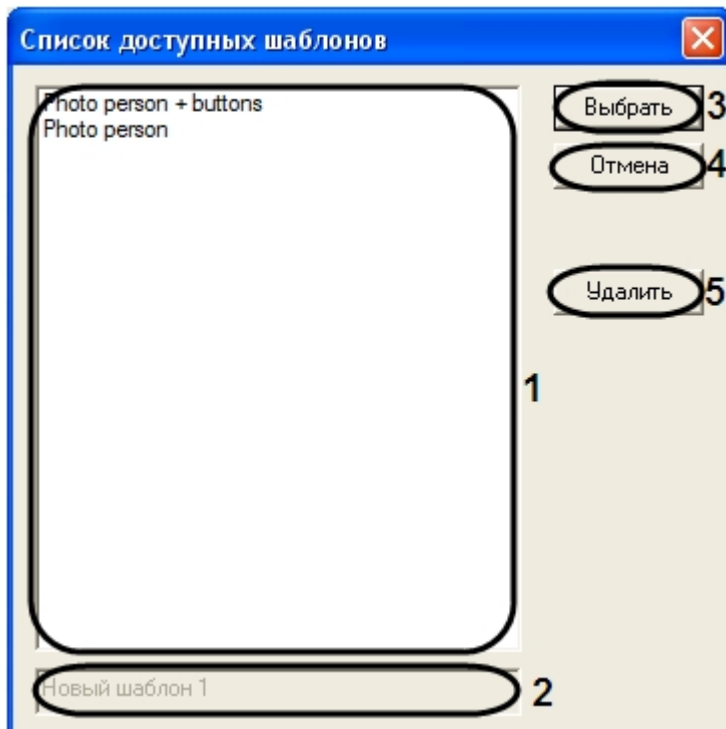 Список доступных шаблонов
Photo person + buttons
Photo person
Выбрать 3
Отмена 4
Удалить 5
1
Новый шаблон 1
2